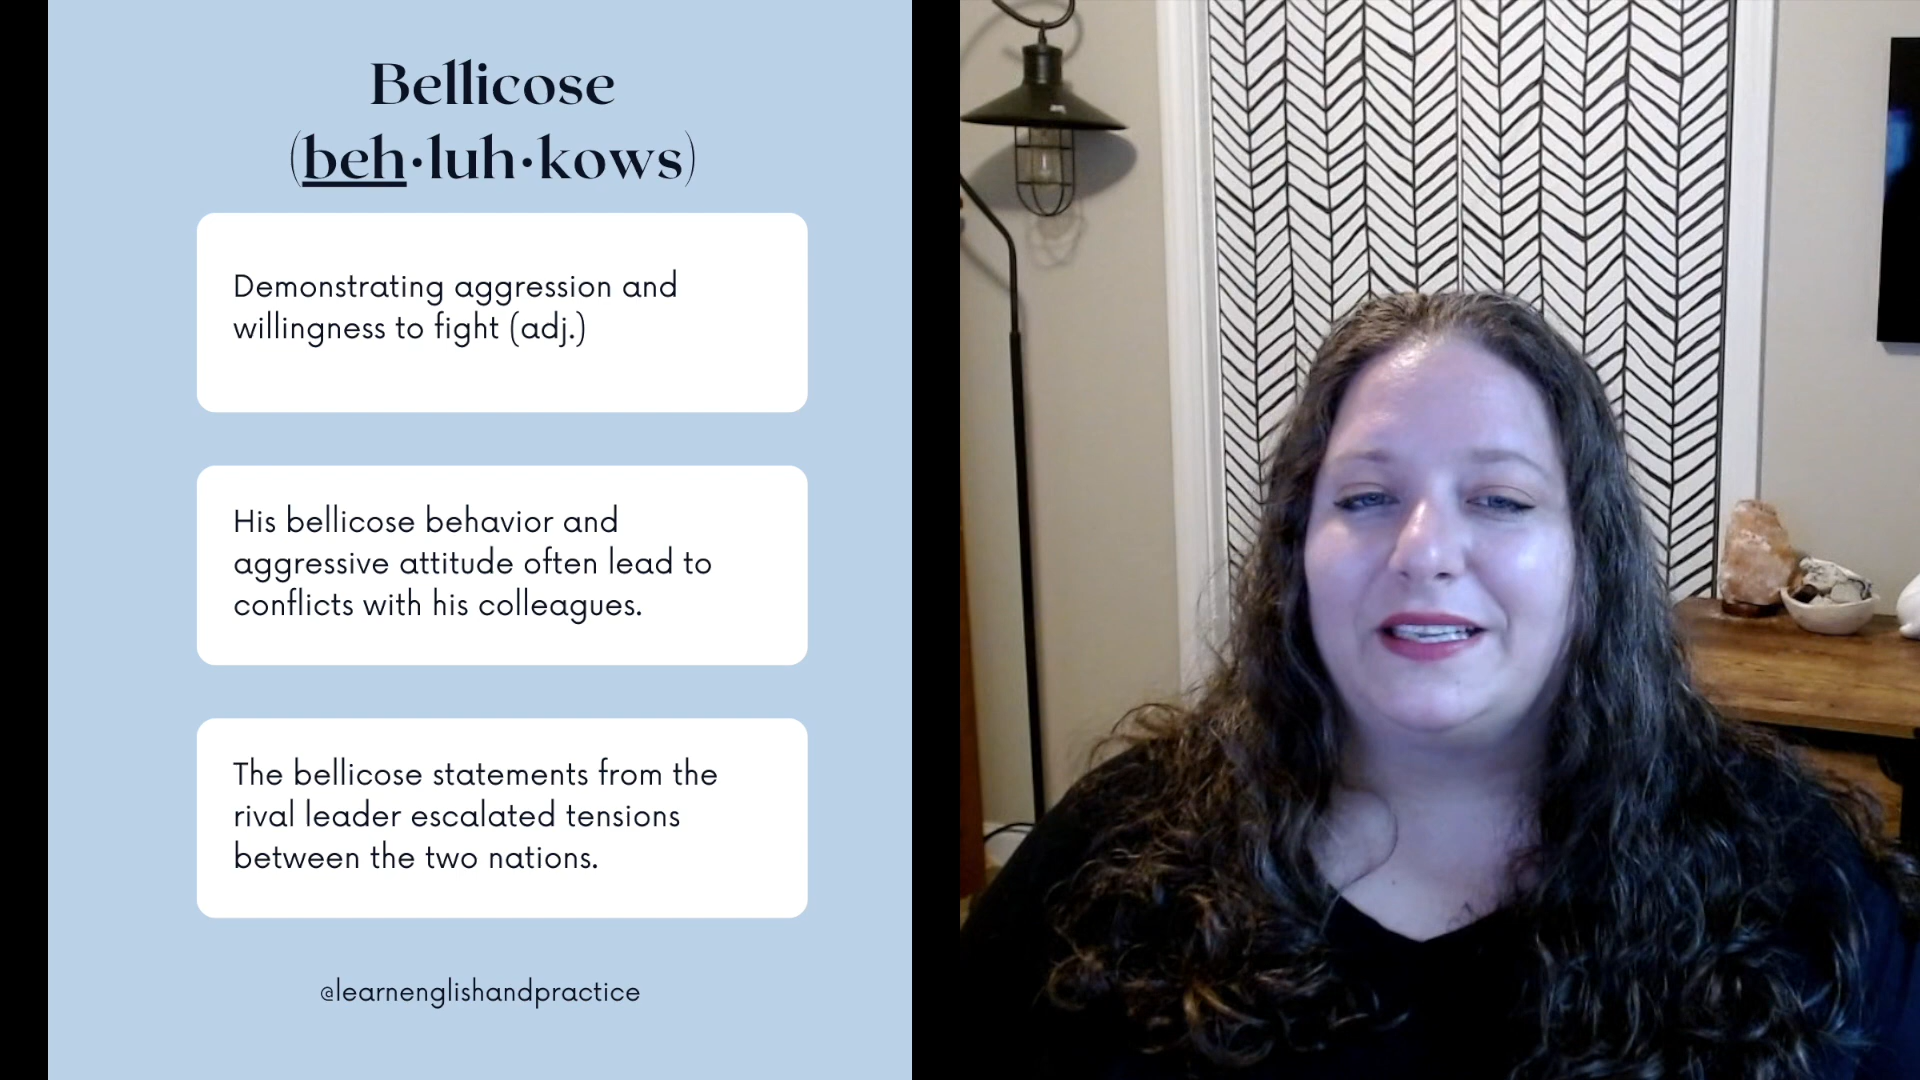 Bellicose
(beh•luh•kows)
Demonstrating aggression and
willingness to fight (adj.)
His bellicose behavior and
aggressive attitude often lead to
conflicts with his colleagues.
The bellicose statements from the
rival leader escalated tensions
between the two nations.
@learnenglishandpractice